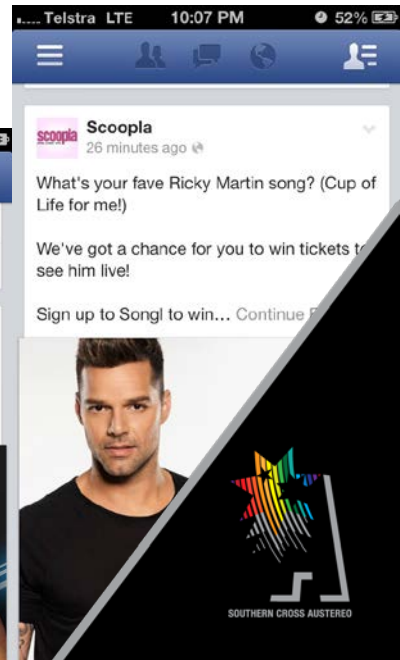 ..... Telstra LTE 10:07 PM 52%
scoopla
Scoopla
26 minutes ago
What's your fave Ricky Martin song? (Cup of
Life for me!)
We've got a chance for you to win tickets to
see him live!
Sign up to Songl to win... Continue
SOUTHERN CROSS AUSTEREO